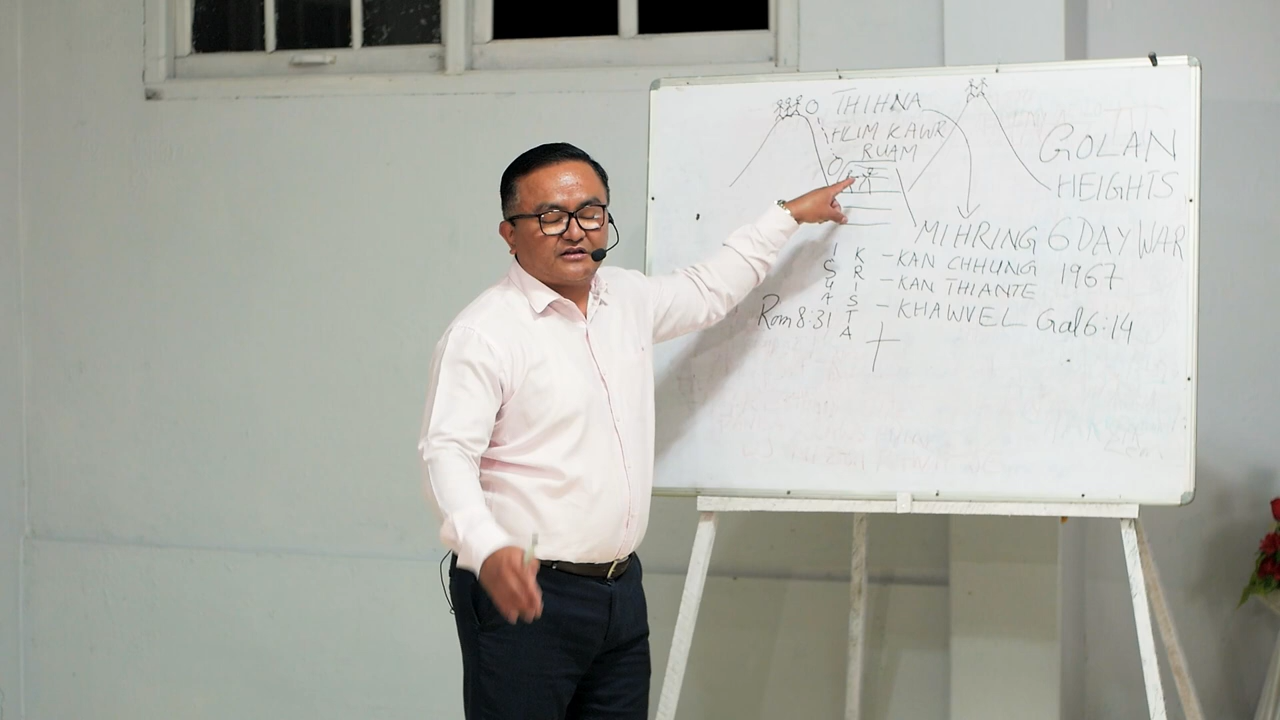 THIHNA
HLIM KAWR
RUAM
GOLAN
HEIGHTS
MIHRING 6 DAY WAR
1967
I S U A
K R I S T A
- KAN CHHUNG
- KAN THIANTE
- KHAWVEL Gal 6:14
Rom 8:31